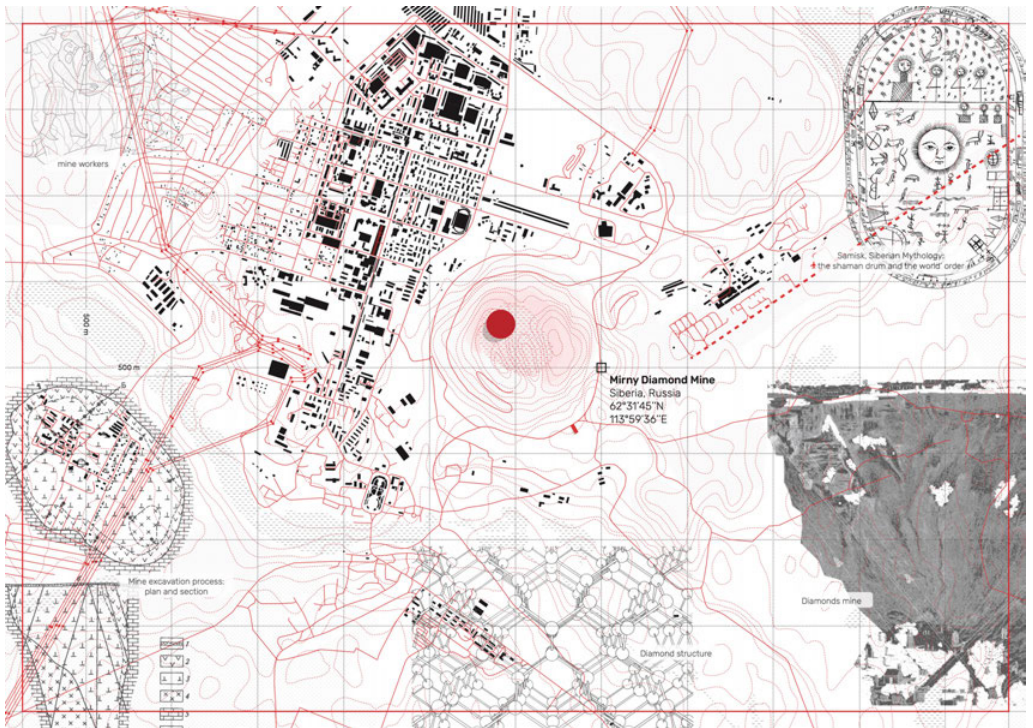 mine workers
Samisk, Siberian Mythology:
the shaman drum and the world' order
500 m
500 m
Б
Mirny Diamond Mine
Siberia, Russia
62°31'45''N
113°59'36''E
Mine excavation process:
plan and section
Diamonds mine
1
2
3
4
5
Diamond structure